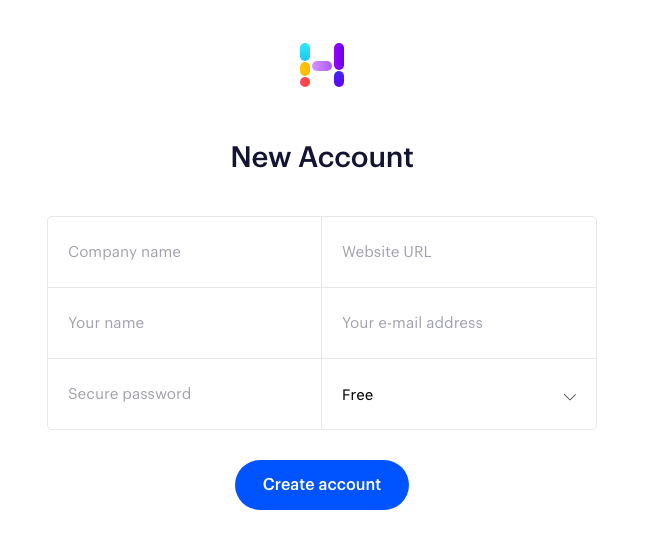 New Account
Company name
Website URL
Your name
Your e-mail address
Secure password
Free
Create account